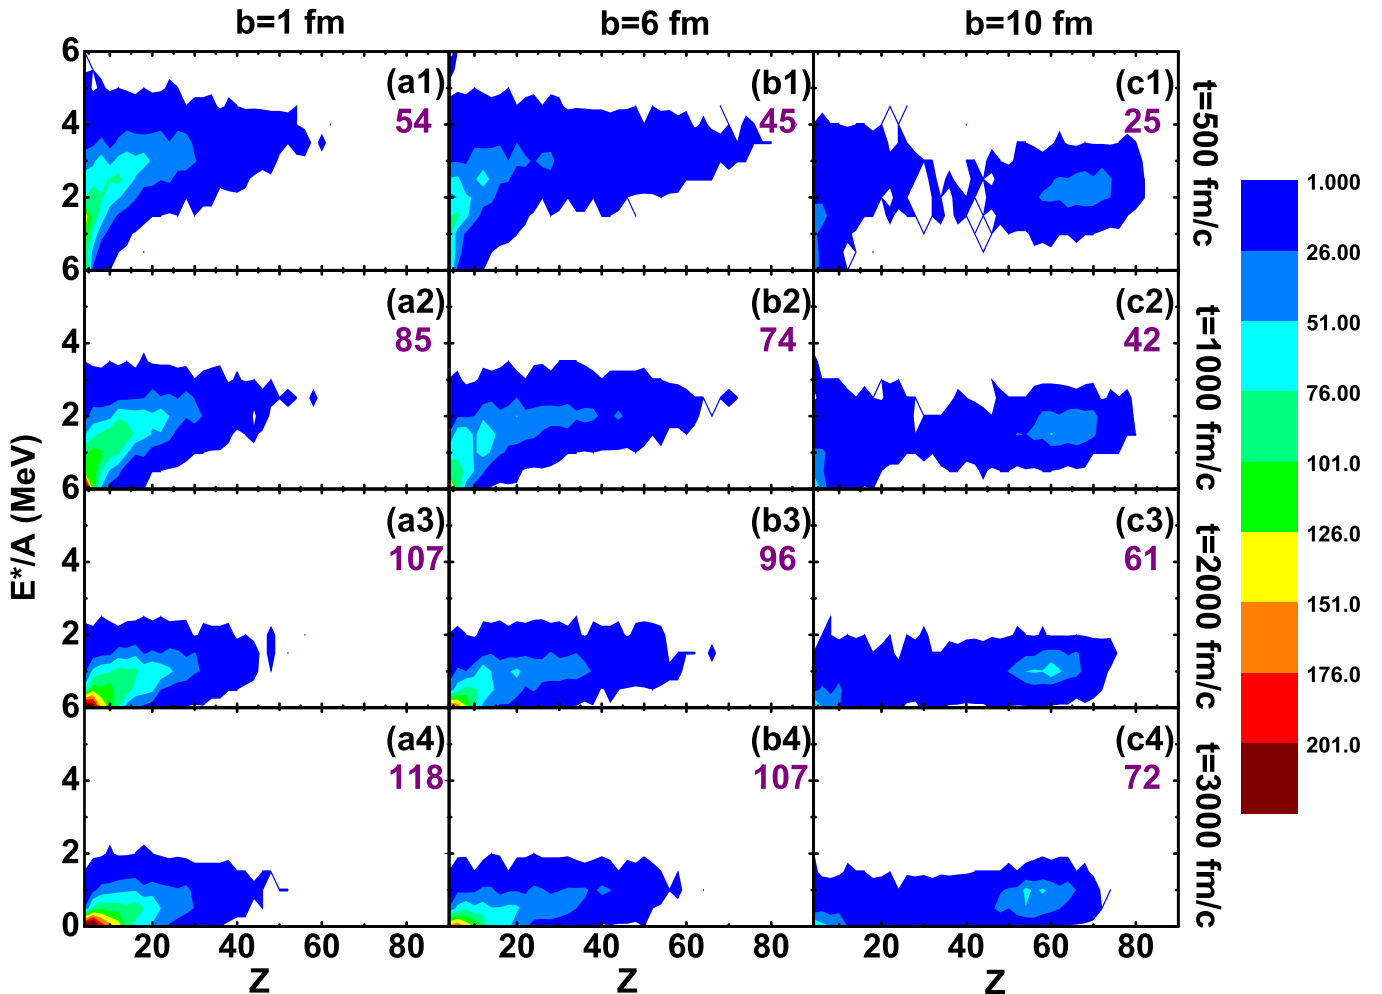 b=1 fm b=6 fm b=10 fm
6 (a1) (b1) (c1)
54 45 25
4
2
t=500 fm/c
6 (a2) (b2) (c2)
85 74 42
4
2
t=1000 fm/c
6 (a3) (b3) (c3)
107 96 61
4
2
t=2000 fm/c
6 (a4) (b4) (c4)
118 107 72
4
2
0
t=3000 fm/c
E*/A (MeV)
20 40 60 80 20 40 60 80 20 40 60 80
Z Z Z
1.000
26.00
51.00
76.00
101.0
126.0
151.0
176.0
201.0